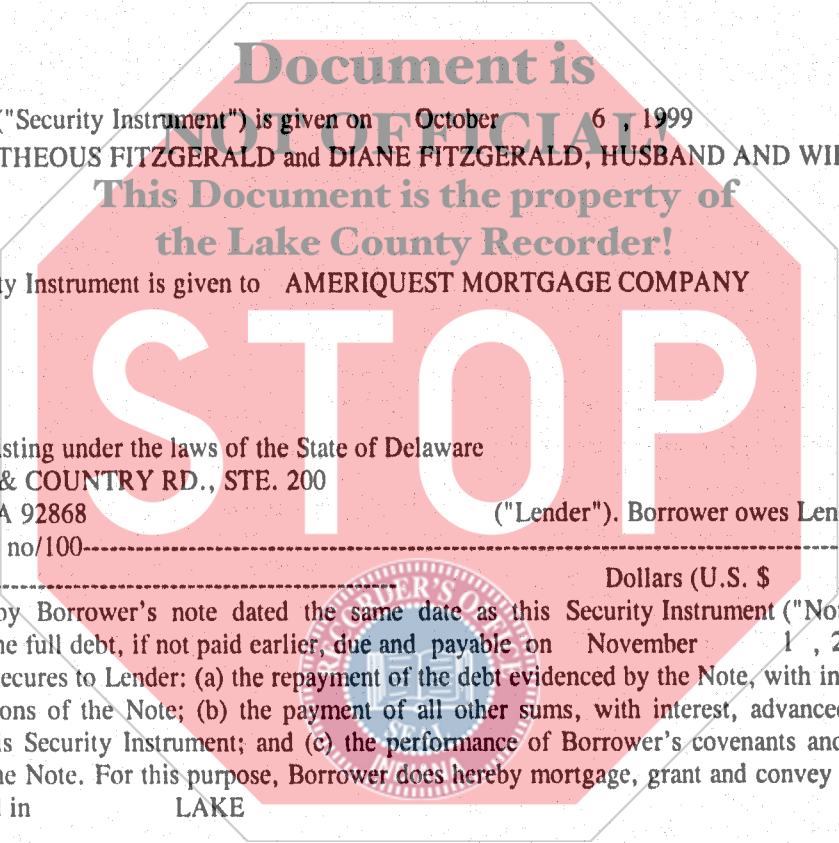 Document is
("Security Instrument") is given on October 6 , 1999
NOT OFFICIAL!
THEOUS FITZGERALD and DIANE FITZGERALD, HUSBAND AND WI
This Document is the property of
the Lake County Recorder!
ty Instrument is given to AMERIQUEST MORTGAGE COMPANY
STOP
isting under the laws of the State of Delaware
& COUNTRY RD., STE. 200
A 92868 ("Lender"). Borrower owes Len
no/100------------------------------------------------
------------------------ Dollars (U.S. $
by Borrower's note dated the same date as this Security Instrument ("No
he full debt, if not paid earlier, due and payable on November 1 , 2
ecures to Lender: (a) the repayment of the debt evidenced by the Note, with in
ons of the Note; (b) the payment of all other sums, with interest, advance
is Security Instrument; and (c) the performance of Borrower's covenants and
he Note. For this purpose, Borrower does hereby mortgage, grant and convey
in LAKE
RECORDER'S OFFICE
SEAL
INDIANA